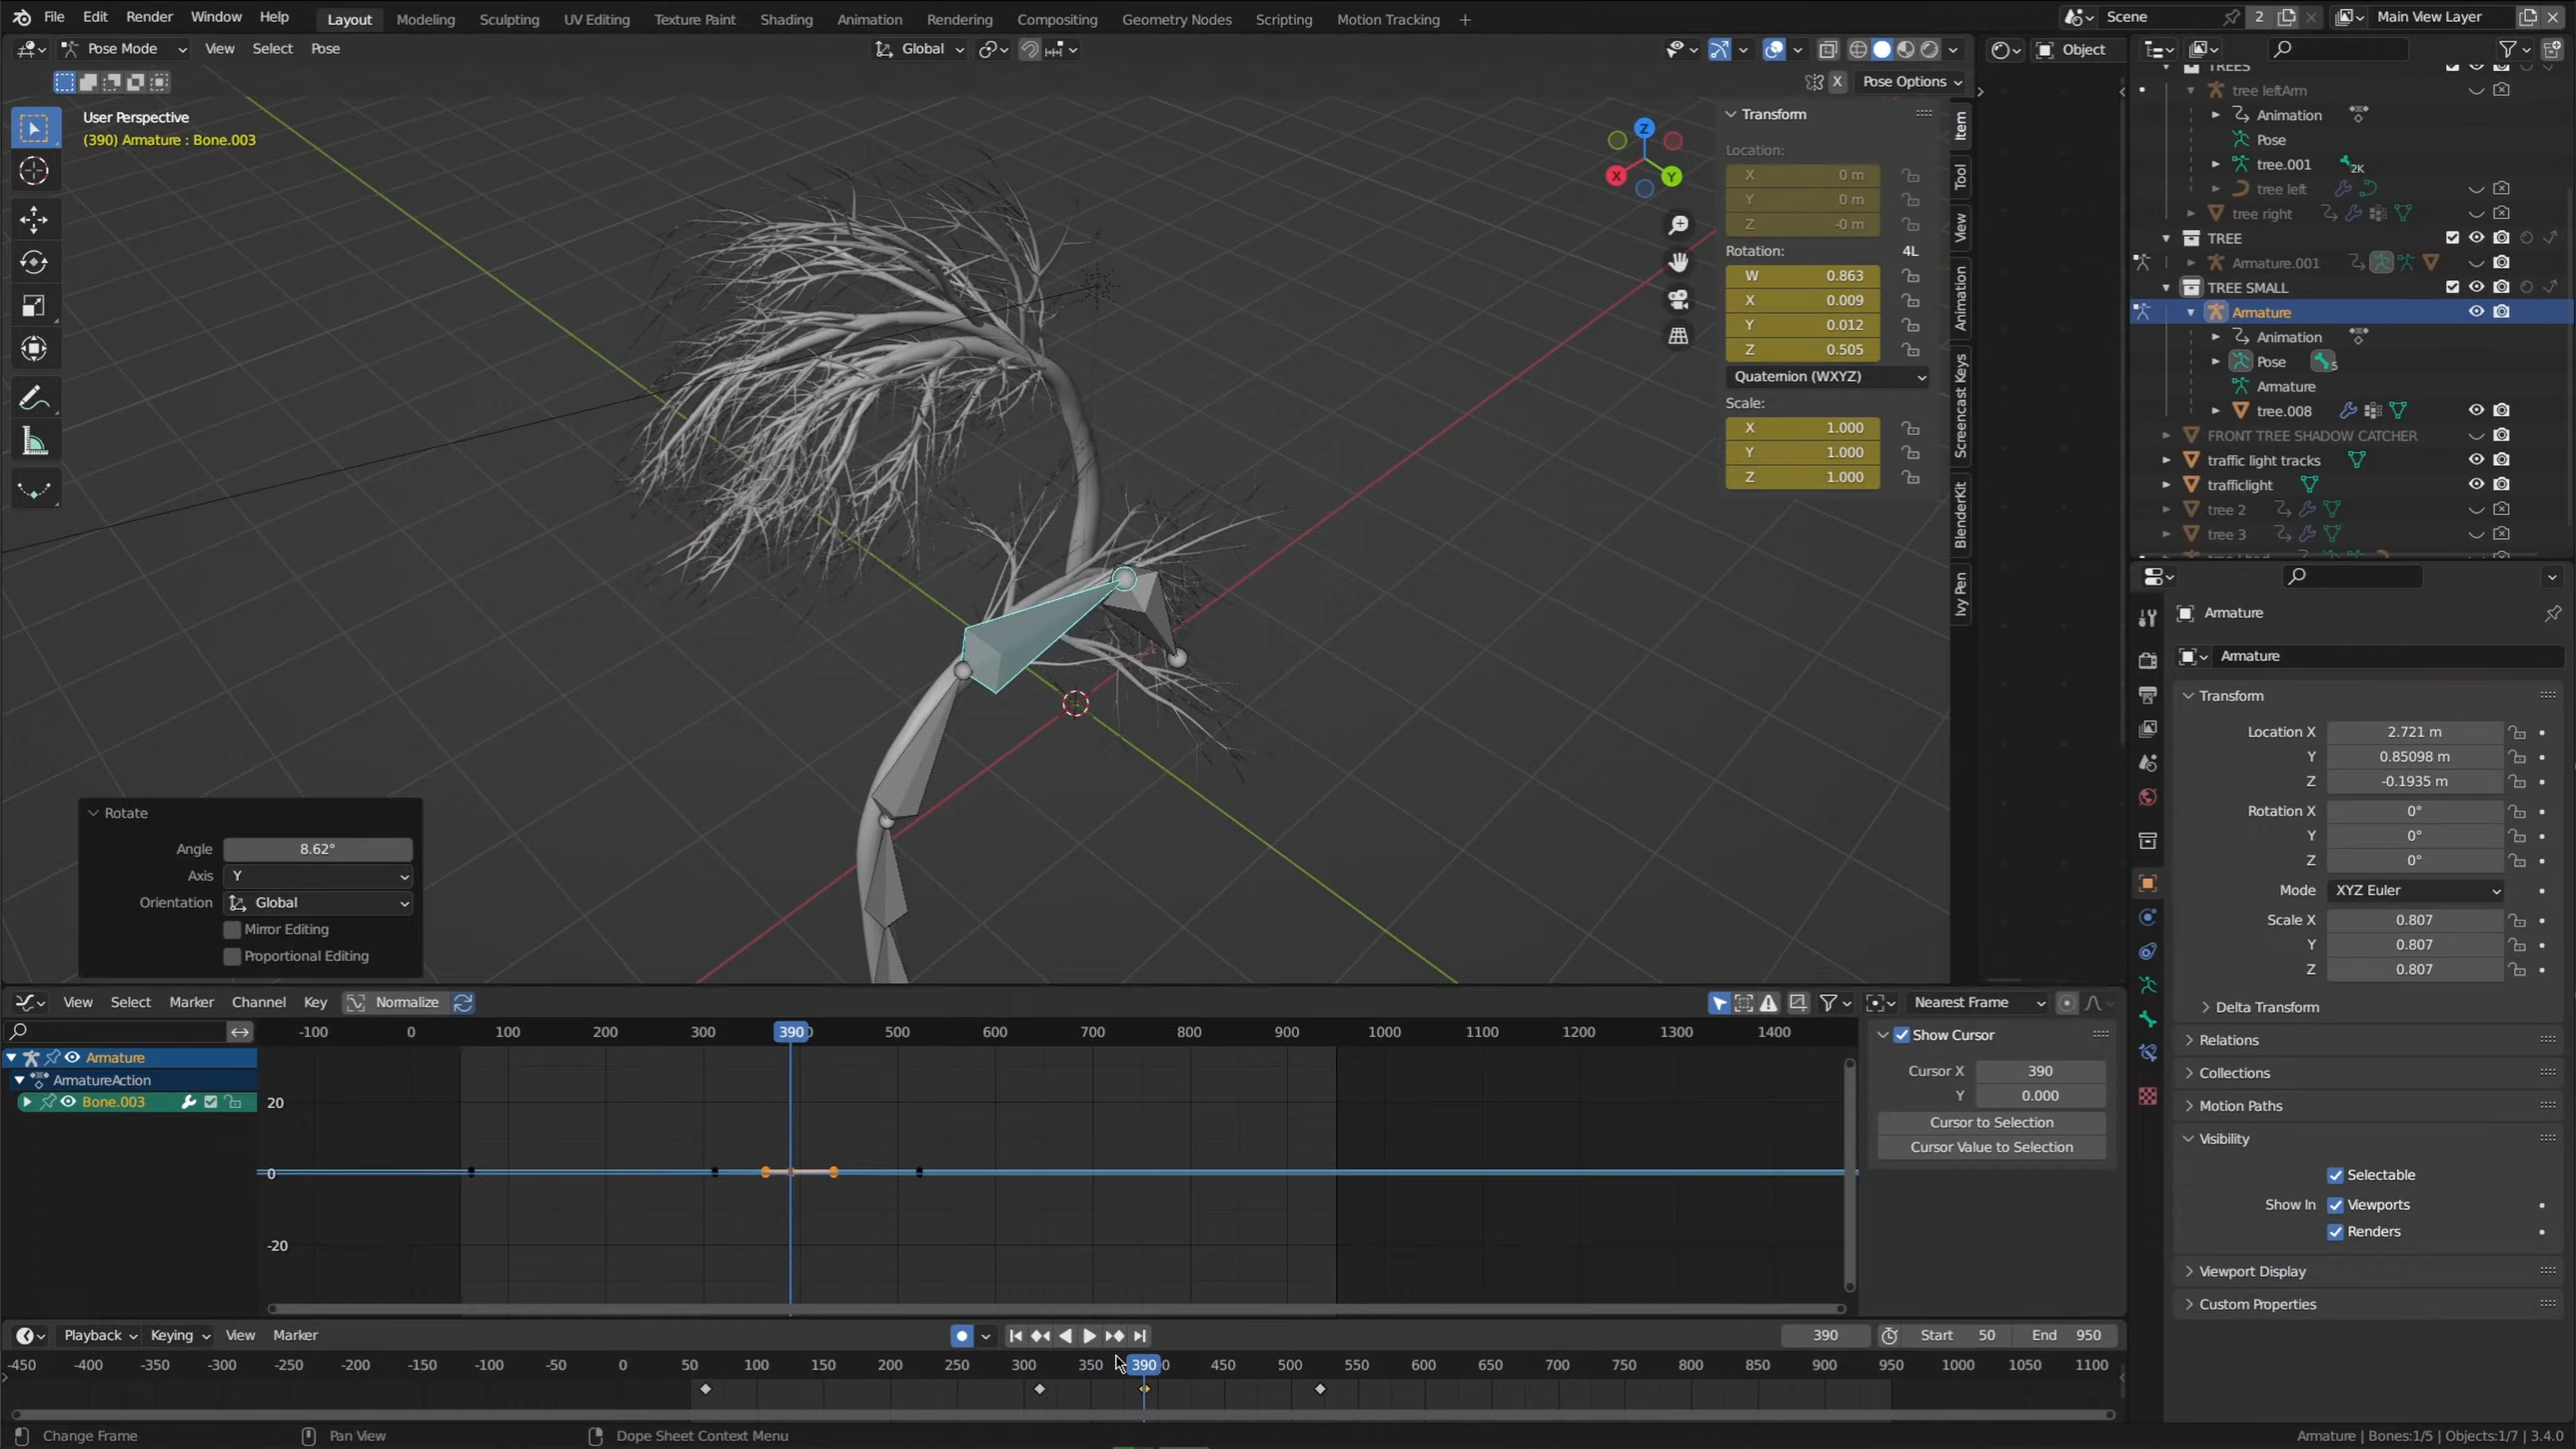 File Edit Render Window Help Layout Modeling Sculpting UV Editing Texture Paint Shading Animation Rendering Compositing Geometry Nodes Scripting Motion Tracking + Scene 2 Main View Layer
Pose Mode View Select Pose Global Object
X Pose Options
User Perspective
(390) Armature : Bone.003
Z
X
Y
Transform
Location:
X 0 m
Y 0 m
Z -0 m
Rotation: 4L
W 0.863
X 0.009
Y 0.012
Z 0.505
Quaternion (WXYZ)
Scale:
X 1.000
Y 1.000
Z 1.000
Item
Tool
View
Animation
Screencast Keys
BlenderKit
Ivy Pen
TREES
tree leftArm
Animation
Pose
tree.001 2K
tree left
tree right
TREE
Armature.001
TREE SMALL
Armature
Animation
Pose 5
Armature
tree.008
FRONT TREE SHADOW CATCHER
traffic light tracks
trafficlight
tree 2
tree 3
Armature
Armature
Transform
Location X 2.721 m
Y 0.85098 m
Z -0.1935 m
Rotation X 0°
Y 0°
Z 0°
Mode XYZ Euler
Scale X 0.807
Y 0.807
Z 0.807
Delta Transform
Relations
Collections
Motion Paths
Visibility
Selectable
Show In Viewports
Renders
Viewport Display
Custom Properties
Rotate
Angle 8.62°
Axis Y
Orientation Global
Mirror Editing
Proportional Editing
View Select Marker Channel Key Normalize Nearest Frame
-100 0 100 200 300 390 500 600 700 800 900 1000 1100 1200 1300 1400
Armature
ArmatureAction
Bone.003
20
0
-20
Show Cursor
Cursor X 390
Y 0.000
Cursor to Selection
Cursor Value to Selection
Playback Keying View Marker 390 Start 50 End 950
-450 -400 -350 -300 -250 -200 -150 -100 -50 0 50 100 150 200 250 300 350 390 450 500 550 600 650 700 750 800 850 900 950 1000 1050 1100
Change Frame Pan View Dope Sheet Context Menu Armature | Bones:1/5 | Objects:1/7 | 3.4.0